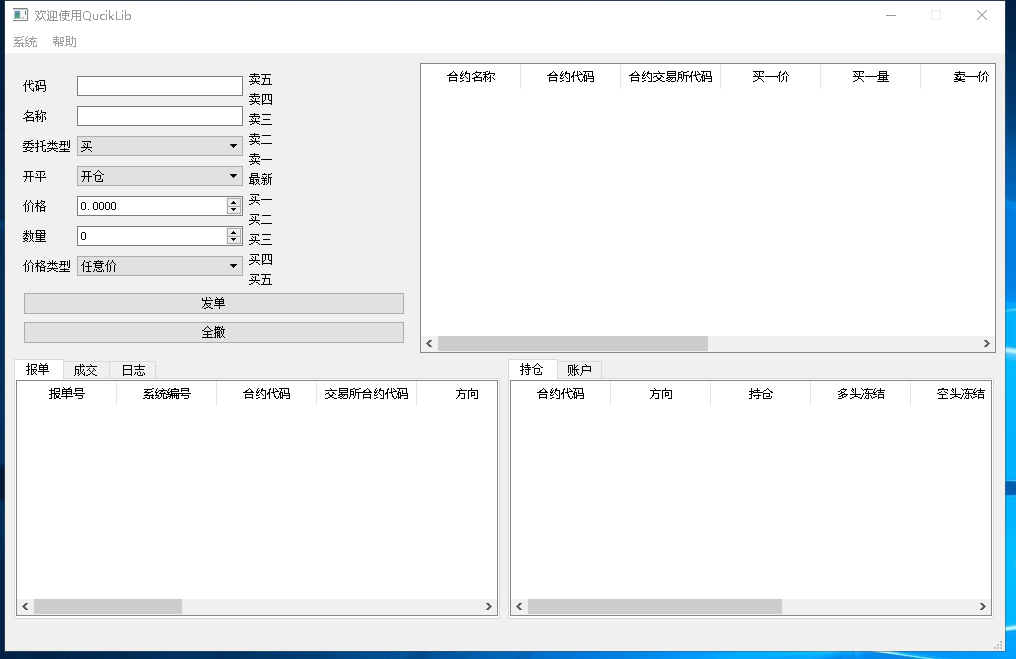 欢迎使用QucikLib
系统 帮助
代码
名称
委托类型 买
开平 开仓
价格 0.0000
数量 0
价格类型 任意价
卖五
卖四
卖三
卖二
卖一
最新
买一
买二
买三
买四
买五
发单
全撤
合约名称 合约代码 合约交易所代码 买一价 买一量 卖一价
报单 成交 日志
报单号 系统编号 合约代码 交易所合约代码 方向
持仓 账户
合约代码 方向 持仓 多头冻结 空头冻结